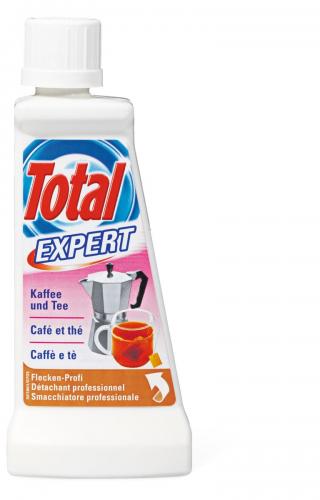 Total
EXPERT
Kaffee
und Tee
Café et thé
Caffè e tè
Flecken-Profi
Détachant professionnel
Smacchiatore professionale